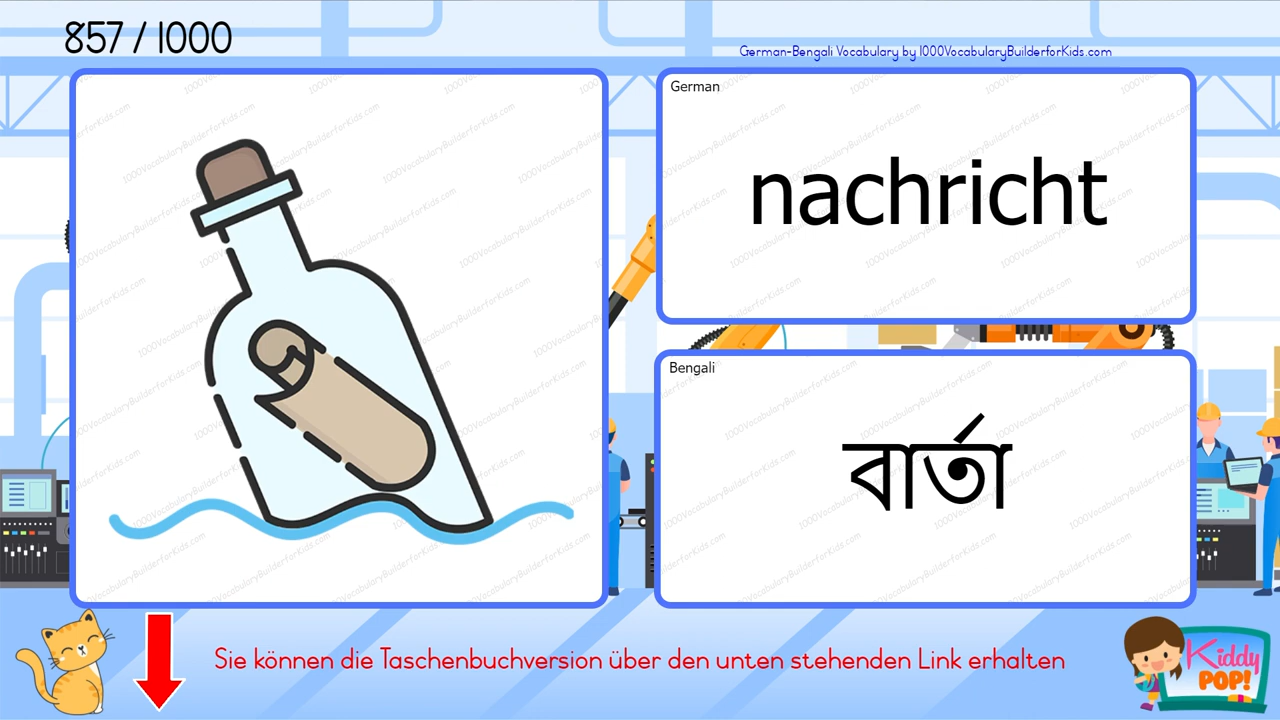 857 / 1000
German-Bengali Vocabulary by 1000VocabularyBuilderforKids.com
German
nachricht
Bengali
বার্তা
Sie können die Taschenbuchversion über den unten stehenden Link erhalten
Kiddy
POP!